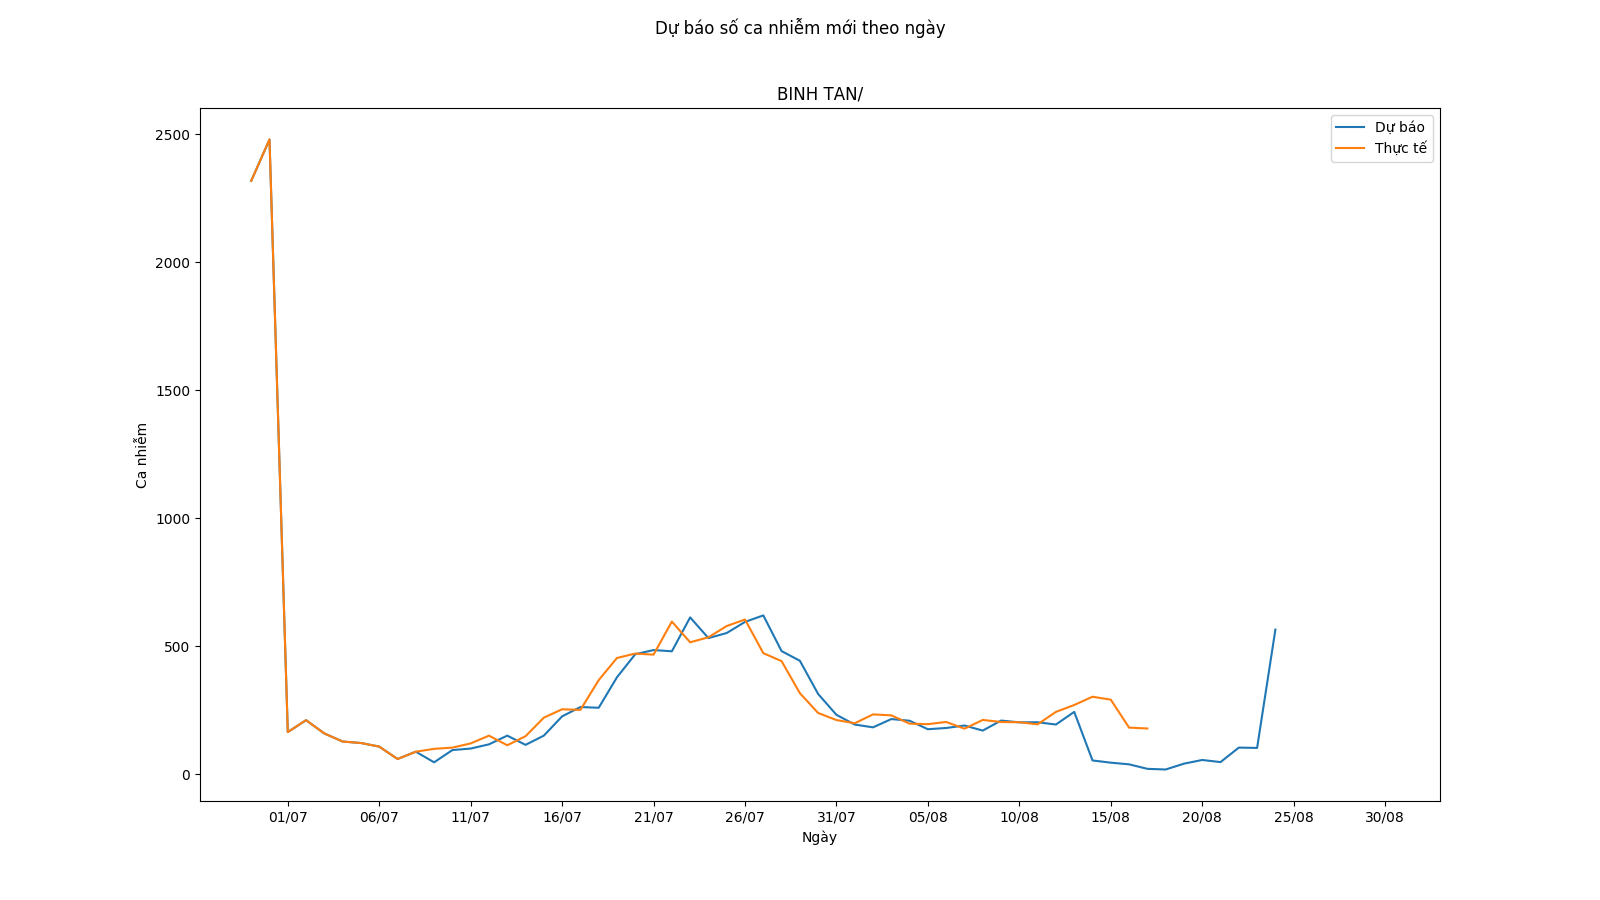 Dự báo số ca nhiễm mới theo ngày
BINH TAN/
Dự báo
Thực tế
2500
2000
1500
1000
500
0
Ca nhiễm
01/07 06/07 11/07 16/07 21/07 26/07 31/07 05/08 10/08 15/08 20/08 25/08 30/08
Ngày